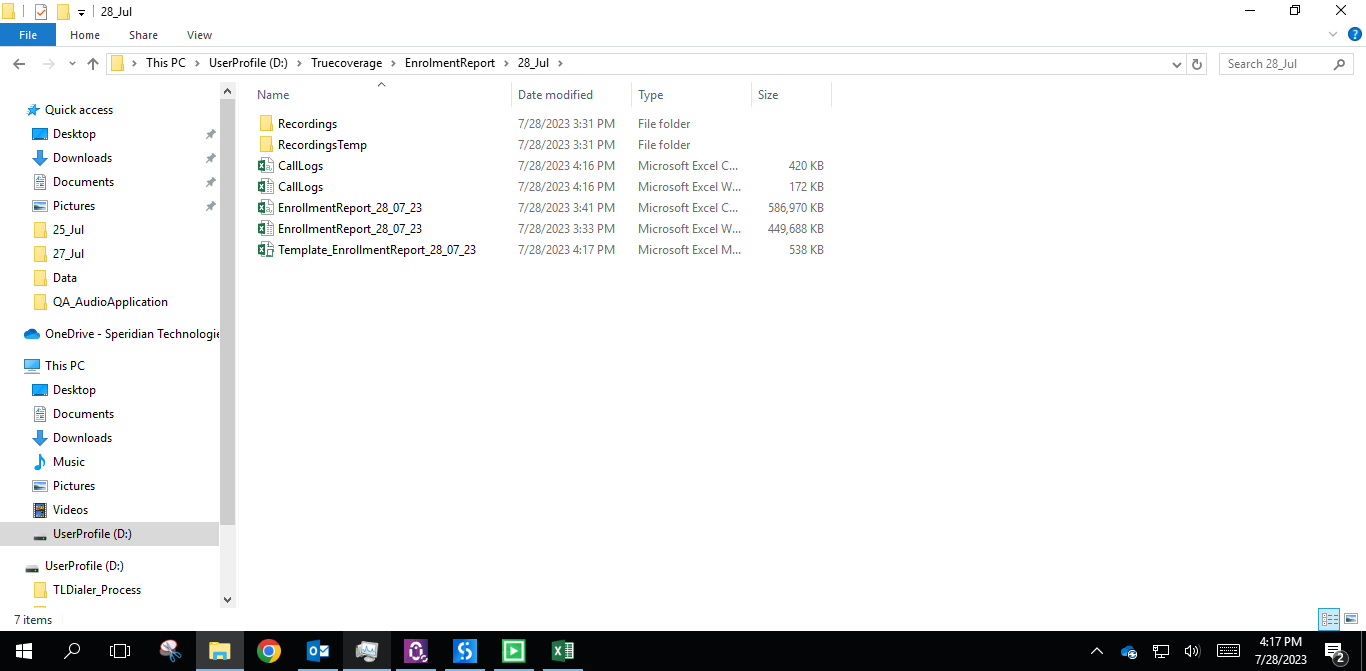 28_Jul
File Home Share View
This PC UserProfile (D:) Truecoverage EnrolmentReport 28_Jul
Search 28_Jul
Name Date modified Type Size
Recordings 7/28/2023 3:31 PM File folder
RecordingsTemp 7/28/2023 3:31 PM File folder
CallLogs 7/28/2023 4:16 PM Microsoft Excel C... 420 KB
CallLogs 7/28/2023 4:16 PM Microsoft Excel W... 172 KB
EnrollmentReport_28_07_23 7/28/2023 3:41 PM Microsoft Excel C... 586,970 KB
EnrollmentReport_28_07_23 7/28/2023 3:33 PM Microsoft Excel W... 449,688 KB
Template_EnrollmentReport_28_07_23 7/28/2023 4:17 PM Microsoft Excel M... 538 KB
Quick access
Desktop
Downloads
Documents
Pictures
25_Jul
27_Jul
Data
QA_AudioApplication
OneDrive - Speridian Technologie
This PC
Desktop
Documents
Downloads
Music
Pictures
Videos
UserProfile (D:)
UserProfile (D:)
TLDialer_Process
7 items
4:17 PM
7/28/2023
2